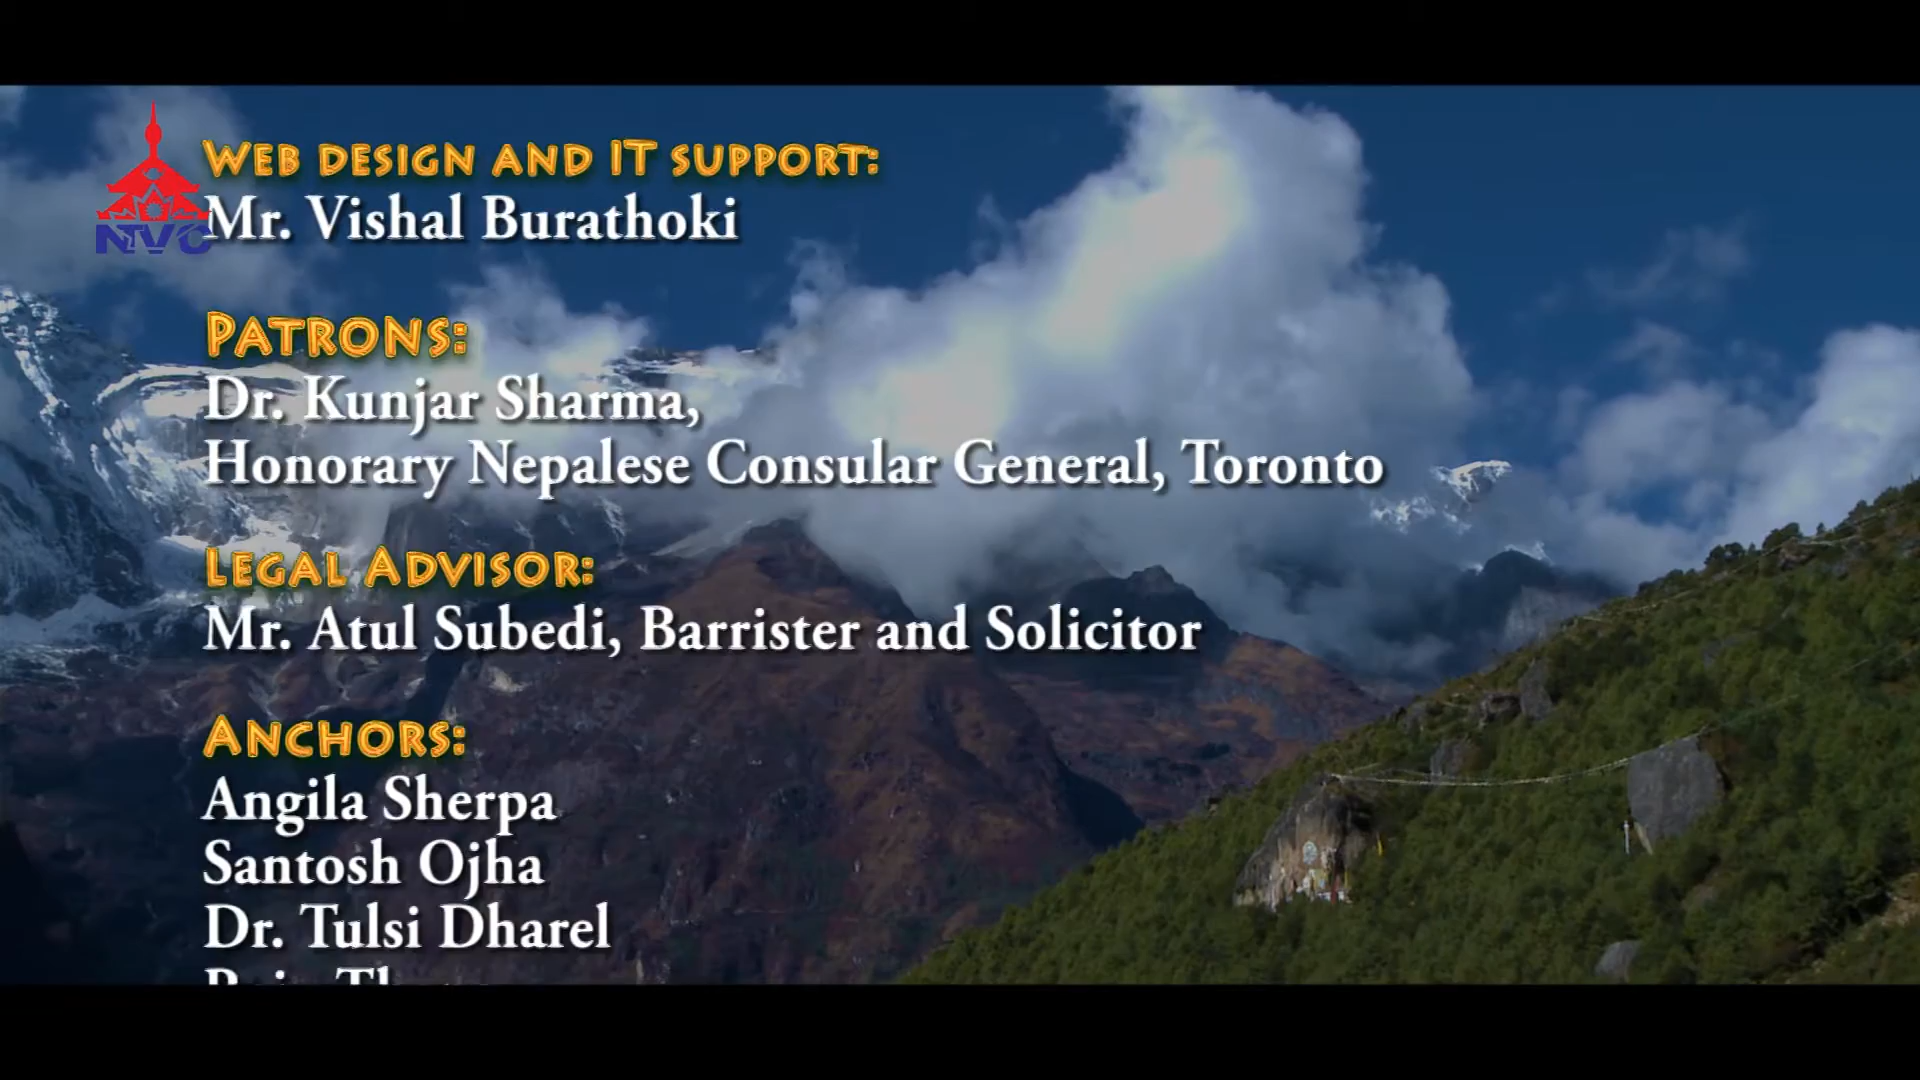 Web design and IT support:
NTVC
Mr. Vishal Burathoki
Patrons:
Dr. Kunjar Sharma,
Honorary Nepalese Consular General, Toronto
Legal Advisor:
Mr. Atul Subedi, Barrister and Solicitor
Anchors:
Angila Sherpa
Santosh Ojha
Dr. Tulsi Dharel